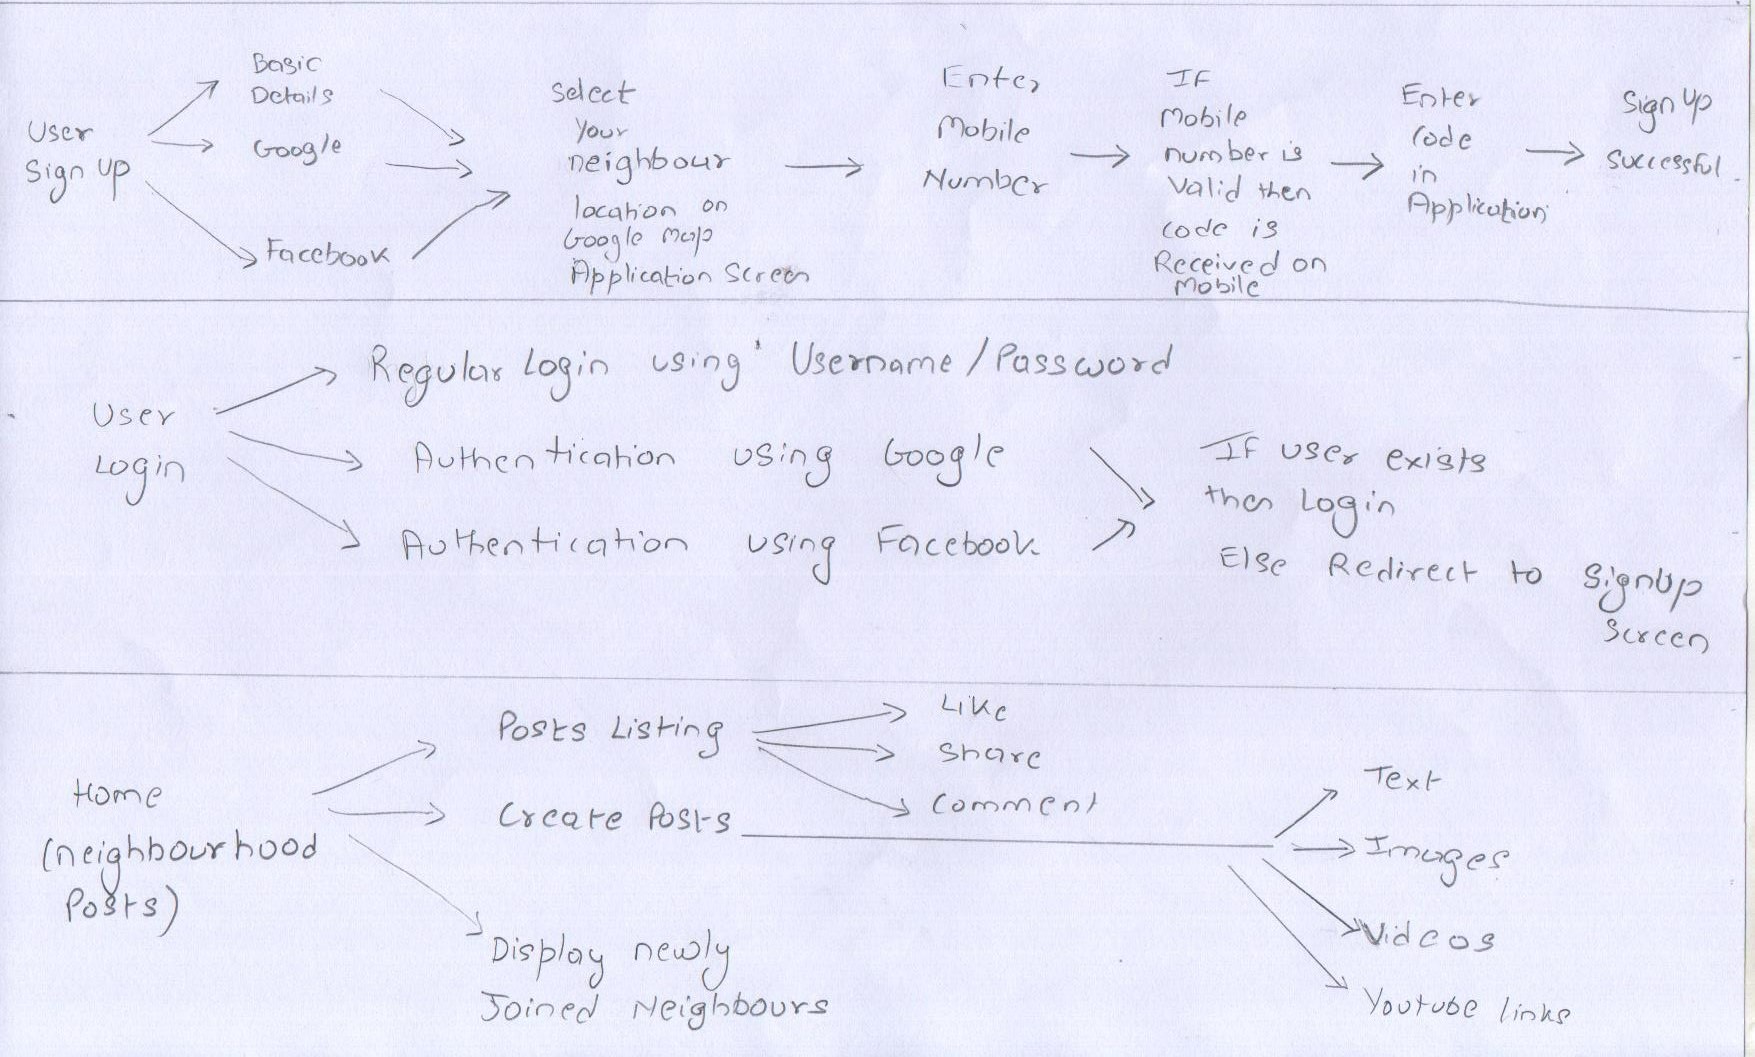 User
Sign Up
Basic
Details
Google
Facebook
Select
Your
neighbour
location on
Google Map
Application Screen
Enter
Mobile
Number
IF
Mobile
number is
Valid then
code is
Received on
Mobile
Enter
Code
in
Application
Sign Up
Successful
User
Login
Regular Login using Username/Password
Authentication using Google
Authentication using Facebook
IF user exists
then Login
Else Redirect to SignUp
Screen
Home
(neighbourhood
Posts)
Posts Listing
Like
Share
Comment
Create Posts
Text
Images
Videos
Youtube links
Display newly
Joined Neighbours